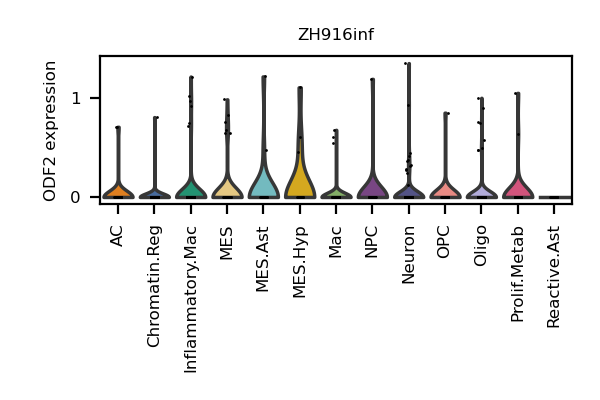 ZH916inf
ODF2 expression
1
0
AC
Chromatin.Reg
Inflammatory.Mac
MES
MES.Ast
MES.Hyp
Mac
NPC
Neuron
OPC
Oligo
Prolif.Metab
Reactive.Ast